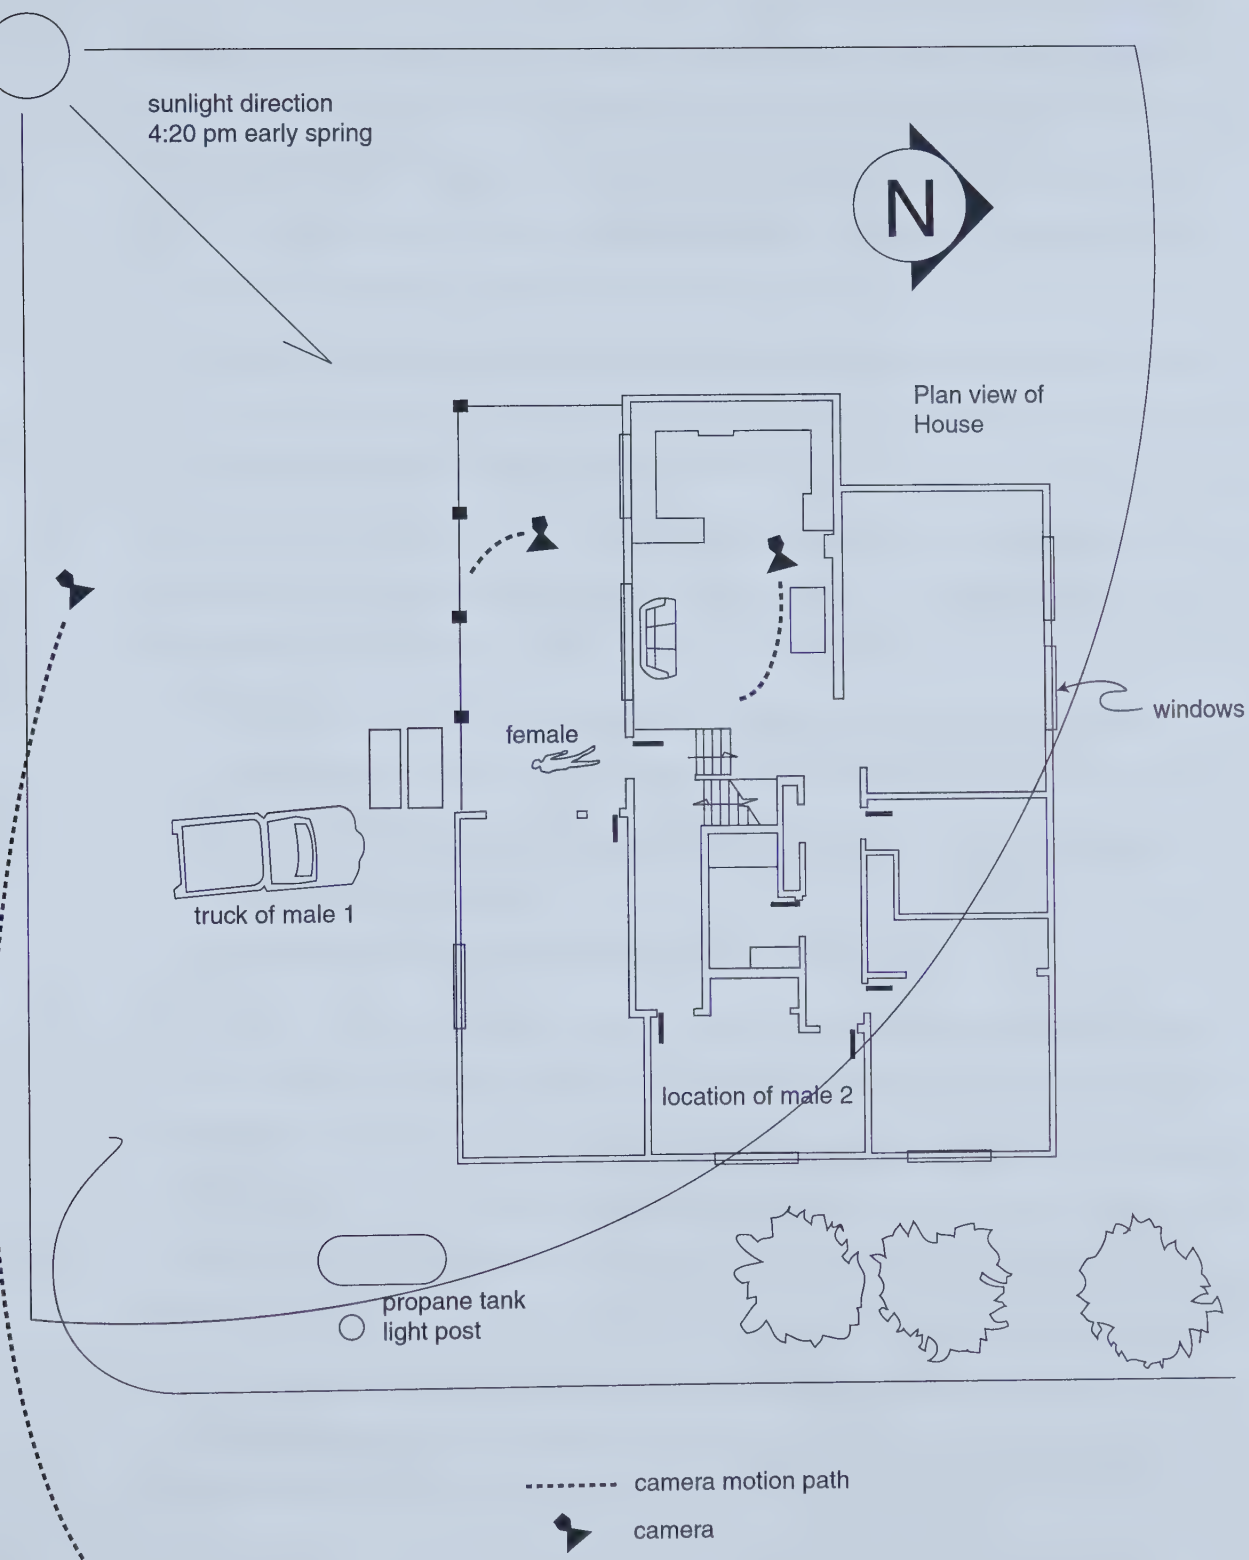 sunlight direction
4:20 pm early spring
N
Plan view of
House
windows
female
truck of male 1
location of male 2
propane tank
light post
camera motion path
camera